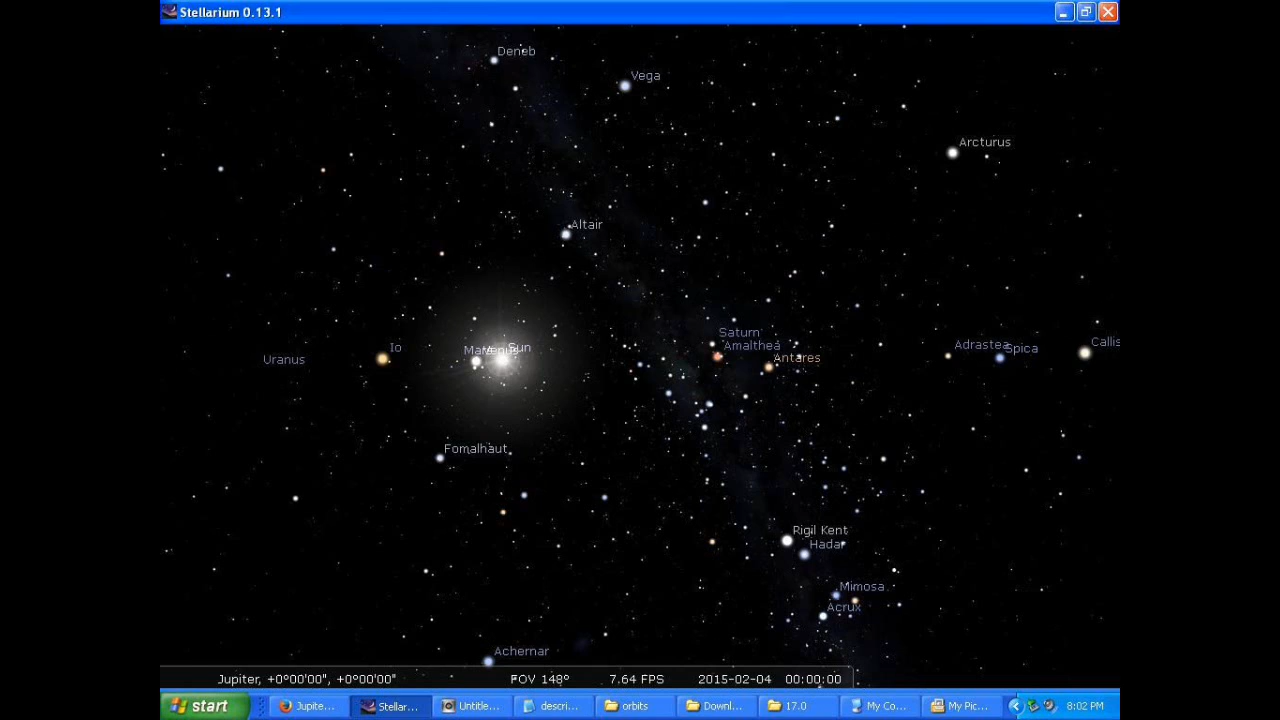 Stellarium 0.13.1
Deneb
Vega
Arcturus
Altair
Saturn
Amalthea
Antares
Adrastea
Spica
Callis
Uranus
Io
Venus
Sun
Fomalhaut
Rigil Kent
Hadar
Mimosa
Acrux
Achernar
Jupiter, +0°00'00", +0°00'00" FOV 148° 7.64 FPS 2015-02-04 00:00:00
start Jupite... Stellar... Untitle... descri... orbits Downl... 17.0 My Co... My Pic... 8:02 PM